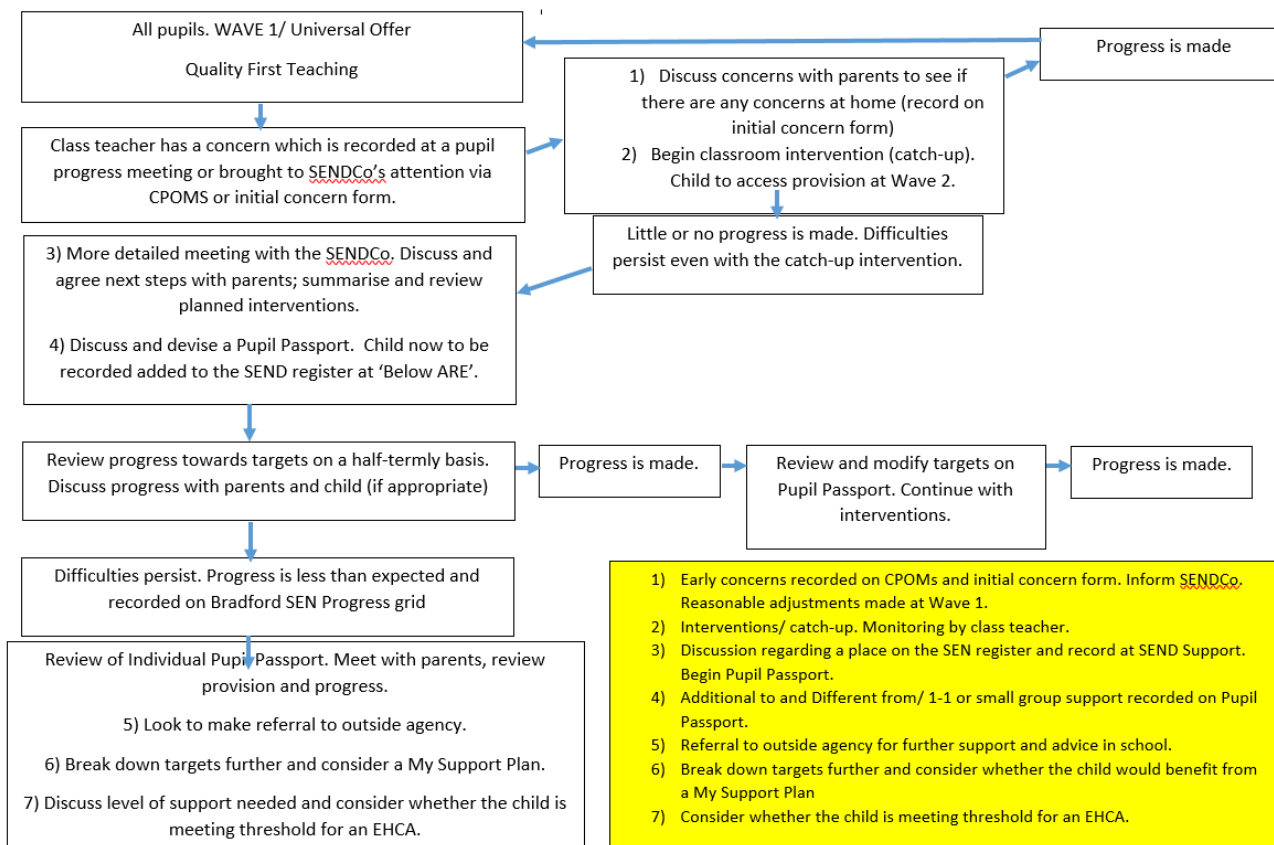 All pupils. WAVE 1/ Universal Offer
Quality First Teaching
Progress is made
1) Discuss concerns with parents to see if
there are any concerns at home (record on
initial concern form)
2) Begin classroom intervention (catch-up).
Child to access provision at Wave 2.
Class teacher has a concern which is recorded at a pupil
progress meeting or brought to SENDCo's attention via
CPOMS or initial concern form.
Little or no progress is made. Difficulties
persist even with the catch-up intervention.
3) More detailed meeting with the SENDCo. Discuss and
agree next steps with parents; summarise and review
planned interventions.
4) Discuss and devise a Pupil Passport. Child now to be
recorded added to the SEND register at 'Below ARE'.
Review progress towards targets on a half-termly basis.
Discuss progress with parents and child (if appropriate)
Progress is made.
Review and modify targets on
Pupil Passport. Continue with
interventions.
Progress is made.
Difficulties persist. Progress is less than expected and
recorded on Bradford SEN Progress grid
Review of Individual Pupil Passport. Meet with parents, review
provision and progress.
5) Look to make referral to outside agency.
6) Break down targets further and consider a My Support Plan.
7) Discuss level of support needed and consider whether the child is
meeting threshold for an EHCA.
1) Early concerns recorded on CPOMs and initial concern form. Inform SENDCo.
Reasonable adjustments made at Wave 1.
2) Interventions/ catch-up. Monitoring by class teacher.
3) Discussion regarding a place on the SEN register and record at SEND Support.
Begin Pupil Passport.
4) Additional to and Different from/ 1-1 or small group support recorded on Pupil
Passport.
5) Referral to outside agency for further support and advice in school.
6) Break down targets further and consider whether the child would benefit from
a My Support Plan
7) Consider whether the child is meeting threshold for an EHCA.